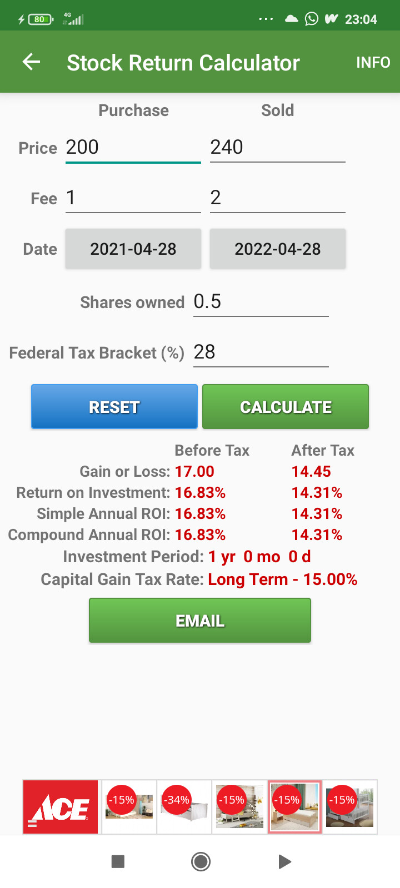 80
4G
23:04
Stock Return Calculator INFO
Purchase Sold
Price 200 240
Fee 1 2
Date 2021-04-28 2022-04-28
Shares owned 0.5
Federal Tax Bracket (%) 28
RESET CALCULATE
Before Tax After Tax
Gain or Loss: 17.00 14.45
Return on Investment: 16.83% 14.31%
Simple Annual ROI: 16.83% 14.31%
Compound Annual ROI: 16.83% 14.31%
Investment Period: 1 yr 0 mo 0 d
Capital Gain Tax Rate: Long Term - 15.00%
EMAIL
ACE -15% -34% -15% -15% -15%